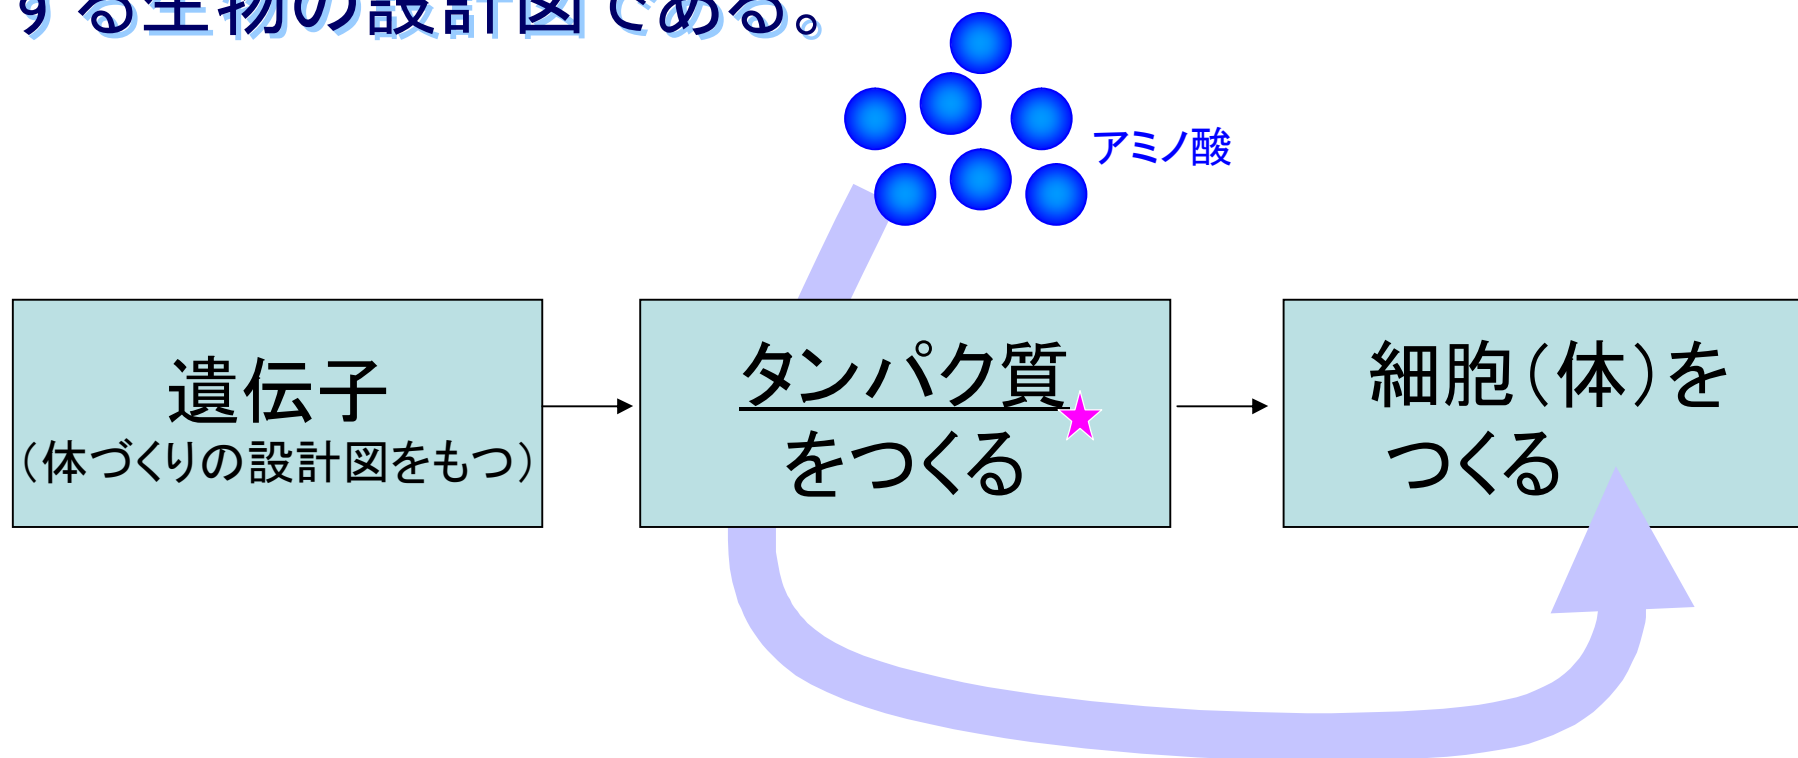 する生物の設計図である。
アミノ酸
遺伝子
（体づくりの設計図をもつ）
タンパク質
をつくる
細胞（体）を
つくる